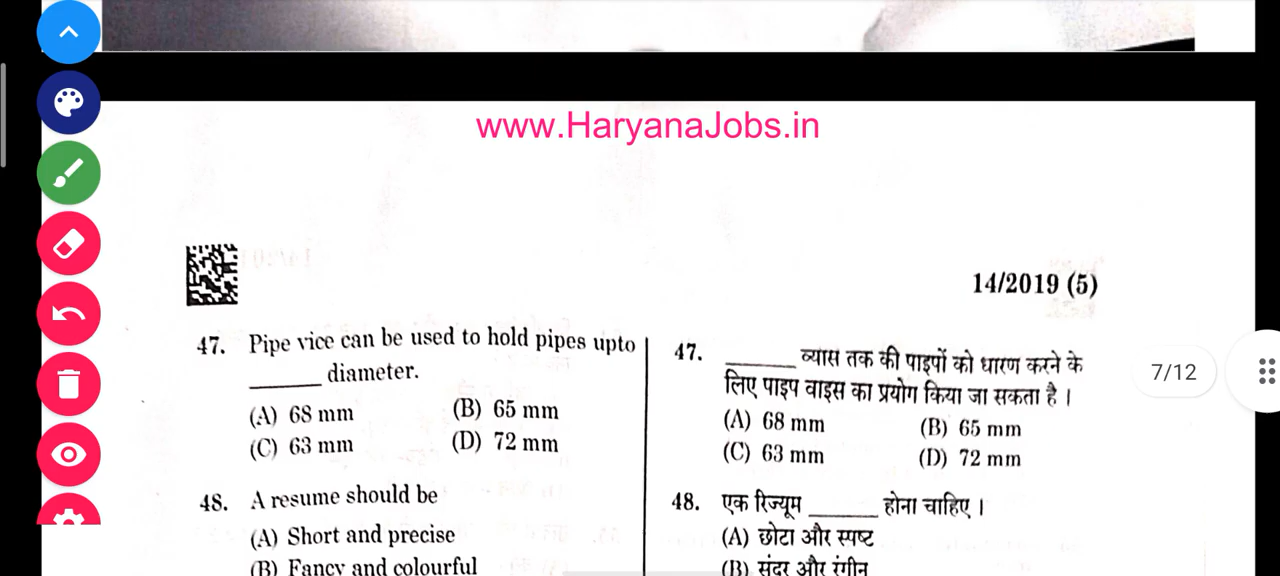 www.HaryanaJobs.in
14/2019 (5)
47. Pipe vice can be used to hold pipes upto
______ diameter.
(A) 68 mm (B) 65 mm
(C) 63 mm (D) 72 mm
48. A resume should be
(A) Short and precise
(B) Fancy and colourful
47. ______ व्यास तक की पाइपों को धारण करने के
लिए पाइप वाइस का प्रयोग किया जा सकता है ।
(A) 68 mm (B) 65 mm
(C) 63 mm (D) 72 mm
48. एक रिज्यूम ______ होना चाहिए ।
(A) छोटा और स्पष्ट
(B) सुंदर और रंगीन
7/12